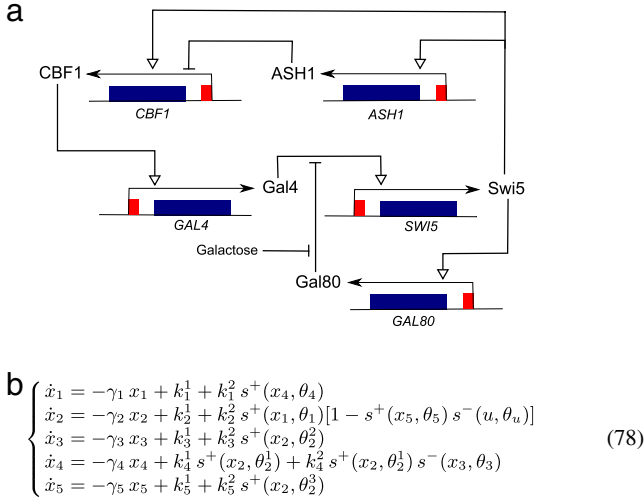 a
CBF1
ASH1
CBF1
ASH1
Gal4
Swi5
GAL4
SWI5
Galactose
Gal80
GAL80
b
ẋ₁ = −γ₁ x₁ + k₁¹ + k₁² s⁺(x₄, θ₄)
ẋ₂ = −γ₂ x₂ + k₂¹ + k₂² s⁺(x₁, θ₁)[1 − s⁺(x₅, θ₅) s⁻(u, θᵤ)]
ẋ₃ = −γ₃ x₃ + k₃¹ + k₃² s⁺(x₂, θ₂²)
ẋ₄ = −γ₄ x₄ + k₄¹ s⁺(x₂, θ₂¹) + k₄² s⁺(x₂, θ₂¹) s⁻(x₃, θ₃)
ẋ₅ = −γ₅ x₅ + k₅¹ + k₅² s⁺(x₂, θ₂³)
(78)